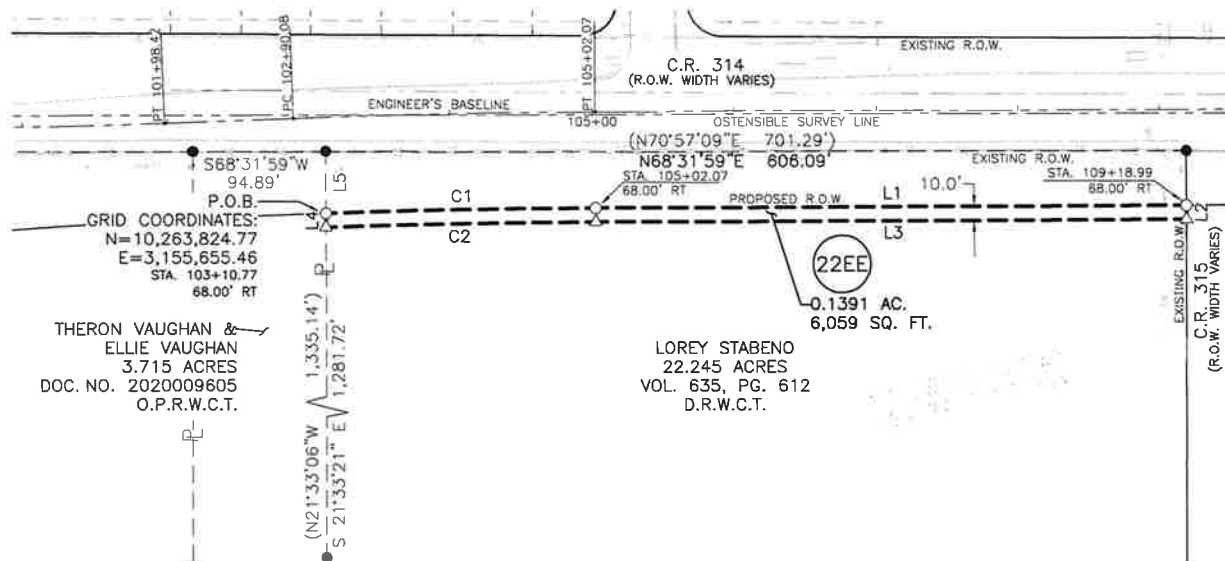 PT 101+98.42
PC 102+90.08
PT 105+02.07
EXISTING R.O.W.
C.R. 314
(R.O.W. WIDTH VARIES)
ENGINEER'S BASELINE
105+00
OSTENSIBLE SURVEY LINE
(N70°57'09"E 701.29')
N68°31'59"E 606.09'
EXISTING R.O.W.
S68°31'59"W
94.89'
L5
STA. 105+02.07
68.00' RT
STA. 109+18.99
68.00' RT
P.O.B.
GRID COORDINATES:
N=10,263,824.77
E=3,155,655.46
STA. 103+10.77
68.00' RT
L4
C1
C2
PROPOSED R.O.W.
L1
10.0'
L3
L2
22EE
0.1391 AC.
6,059 SQ. FT.
EXISTING R.O.W.
C.R. 315
(R.O.W. WIDTH VARIES)
THERON VAUGHAN &
ELLIE VAUGHAN
3.715 ACRES
DOC. NO. 2020009605
O.P.R.W.C.T.
PL
PL
(N21°33'06"W 1,335.14')
S 21°33'21" E 1,281.72'
LOREY STABENO
22.245 ACRES
VOL. 635, PG. 612
D.R.W.C.T.